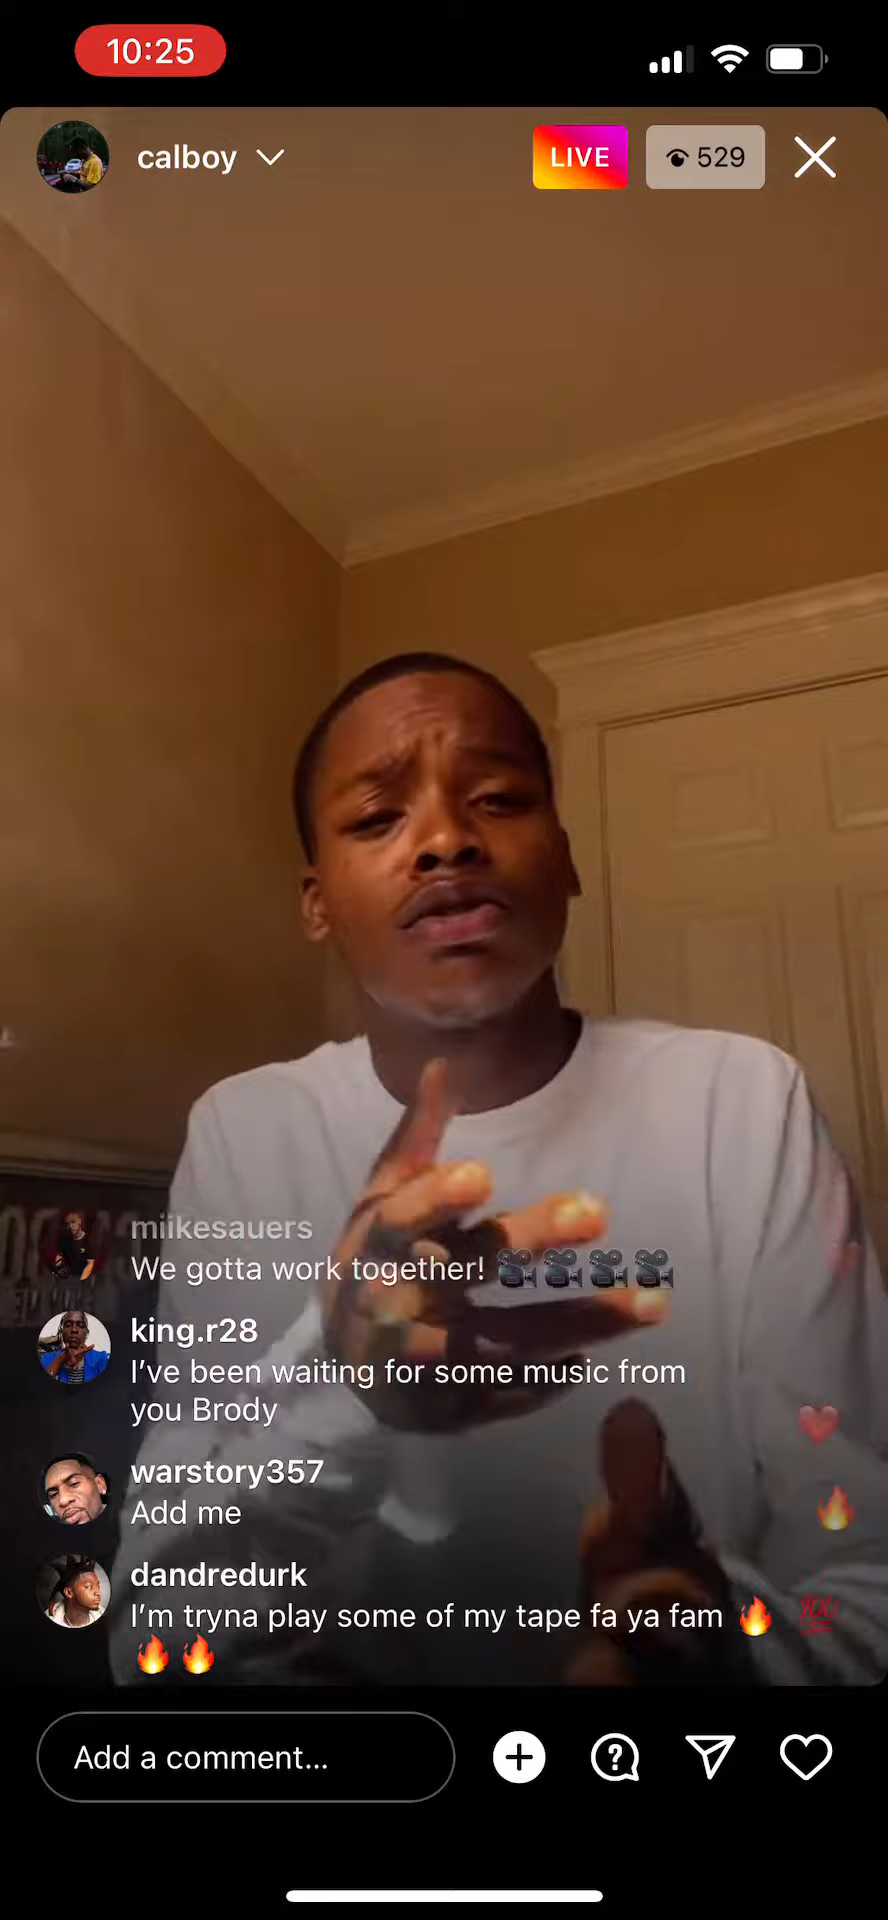 10:25
calboy
LIVE
529
miikesauers
We gotta work together! 🎥🎥🎥🎥
king.r28
I've been waiting for some music from
you Brody
warstory357
Add me
dandredurk
I'm tryna play some of my tape fa ya fam 🔥
🔥🔥
💯
Add a comment...